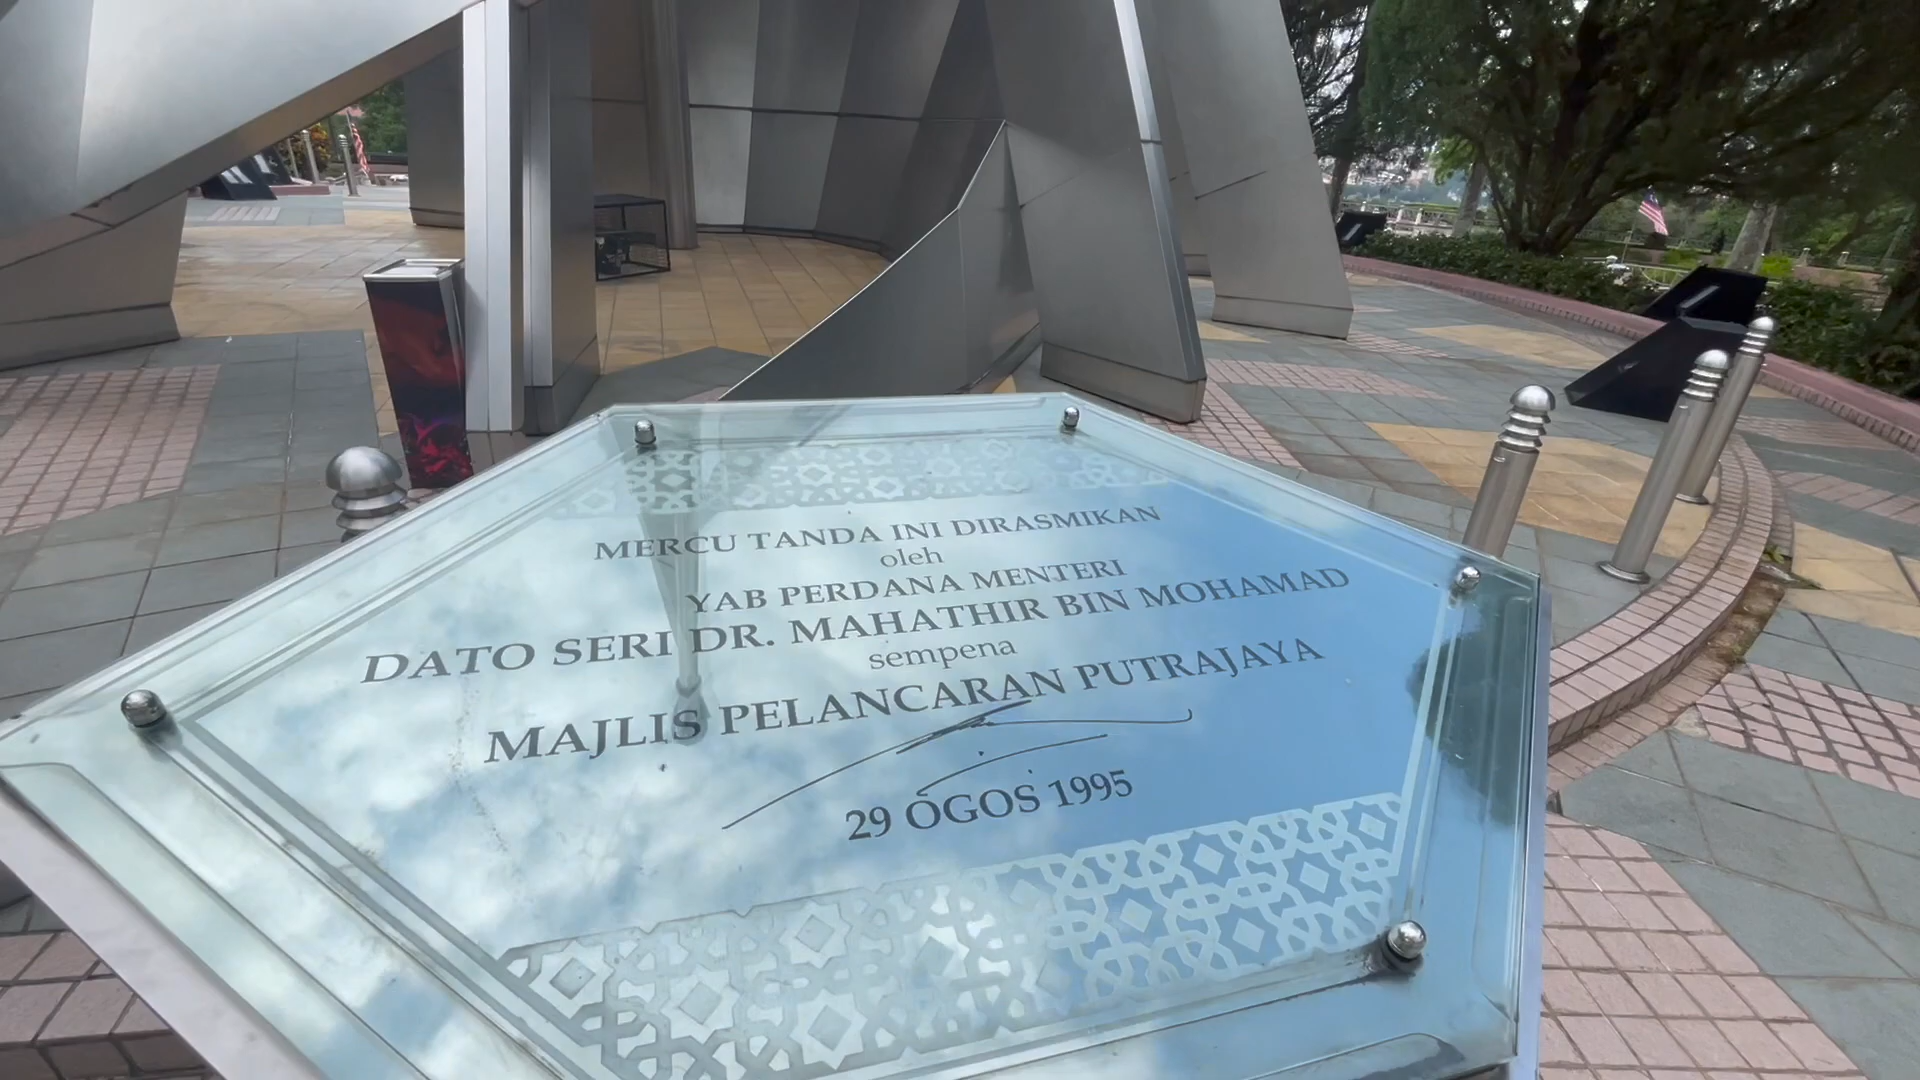 MERCU TANDA INI DIRASMIKAN
oleh
YAB PERDANA MENTERI
DATO SERI DR. MAHATHIR BIN MOHAMAD
sempena
MAJLIS PELANCARAN PUTRAJAYA
29 OGOS 1995